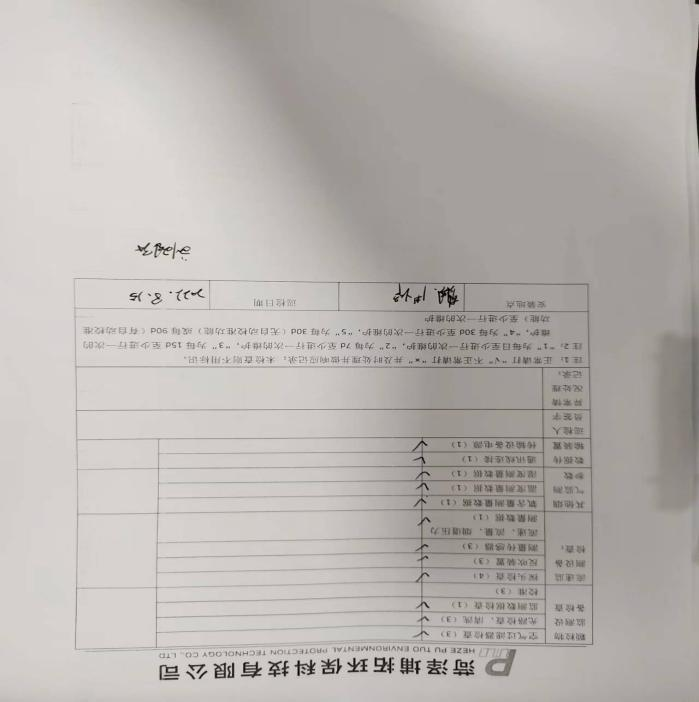 菏泽埔拓环保科技有限公司
HEZE PU TUO ENVIRONMENTAL PROTECTION TECHNOLOGY CO., LTD
颗粒物监测设备检查
空气过滤器检查（3） ✓
光路检查、清洗（3） ✓
监测数据检查（1） ✓
校准（3）
流速监测设备检查：
探头检查（4） ✓
反吹装置（3） ✓
测量传感器（3） ✓
流速、流量、烟道压力测量数据（1） ✓
其他烟气监测参数
氧含量测量数据（1） ✓
温度测量数据（1） ✓
湿度测量数据（1） ✓
数据传输装置
通讯线连接（1） ✓
传输设备电源（1） ✓
巡检人员签字
异常情况处理记录：
注1：正常请打“√”不正常请打“×”并及时处理并做响应记录；未检查则不用标识。
注2：“1”为每日至少进行一次的维护，“2”为每7d至少进行一次的维护，“3”为每15d至少进行一次的
维护，“4”为每30d至少进行一次的维护，“5”为每30d（无自动校准功能）或每90d（有自动校准
功能）至少进行一次的维护
安装地点 巡检日期 2022.8.25